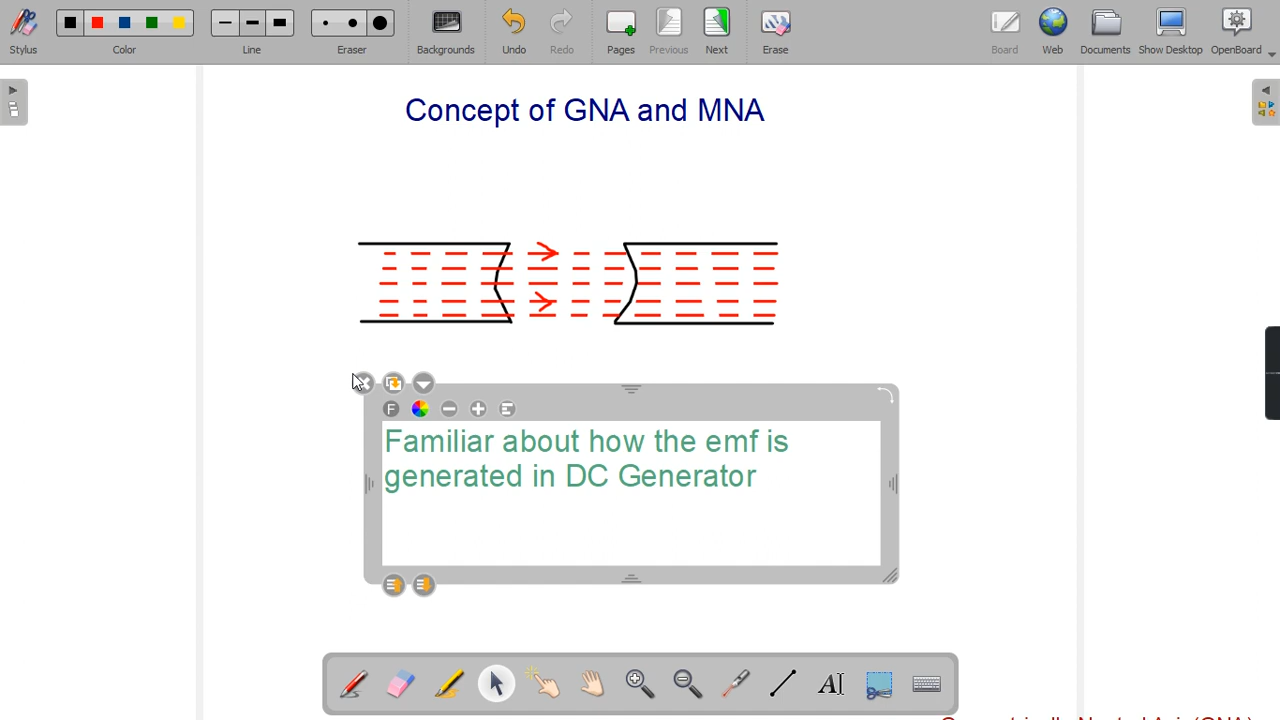 Stylus Color Line Eraser Backgrounds Undo Redo Pages Previous Next Erase Board Web Documents Show Desktop OpenBoard
Concept of GNA and MNA
F
Familiar about how the emf is
generated in DC Generator
AI